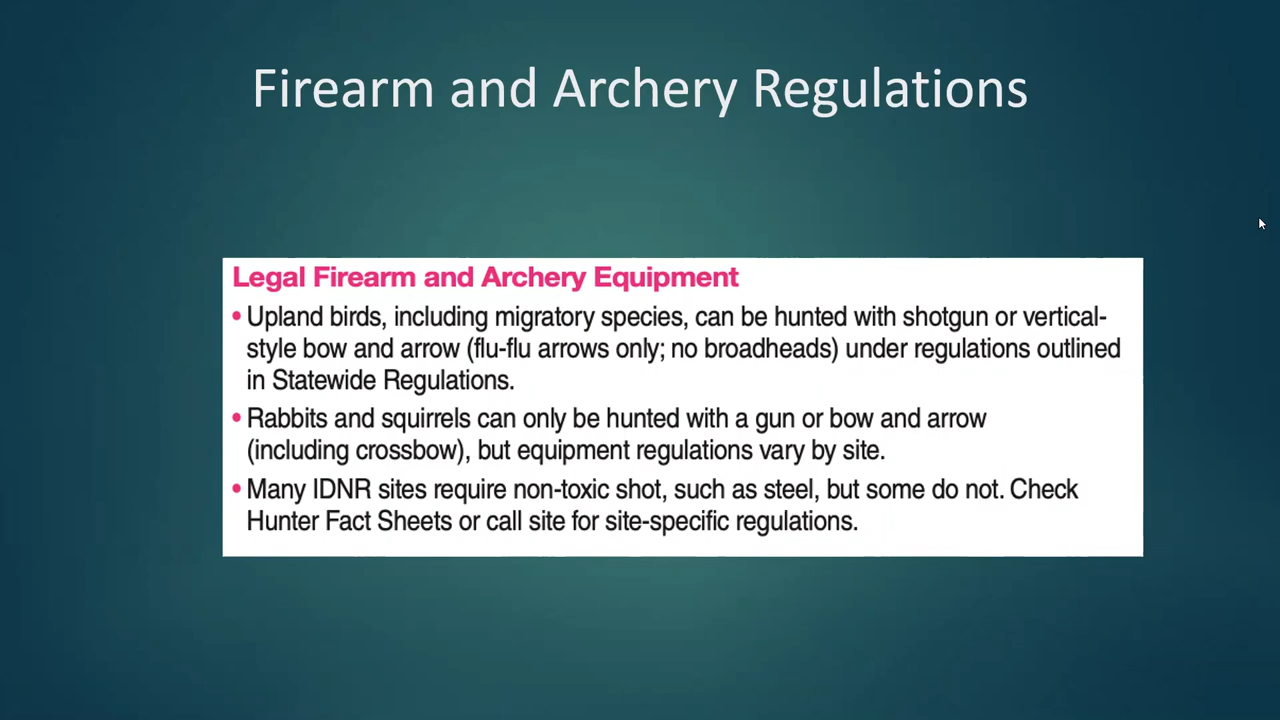 Firearm and Archery Regulations
Legal Firearm and Archery Equipment
• Upland birds, including migratory species, can be hunted with shotgun or vertical-
style bow and arrow (flu-flu arrows only; no broadheads) under regulations outlined
in Statewide Regulations.
• Rabbits and squirrels can only be hunted with a gun or bow and arrow
(including crossbow), but equipment regulations vary by site.
• Many IDNR sites require non-toxic shot, such as steel, but some do not. Check
Hunter Fact Sheets or call site for site-specific regulations.